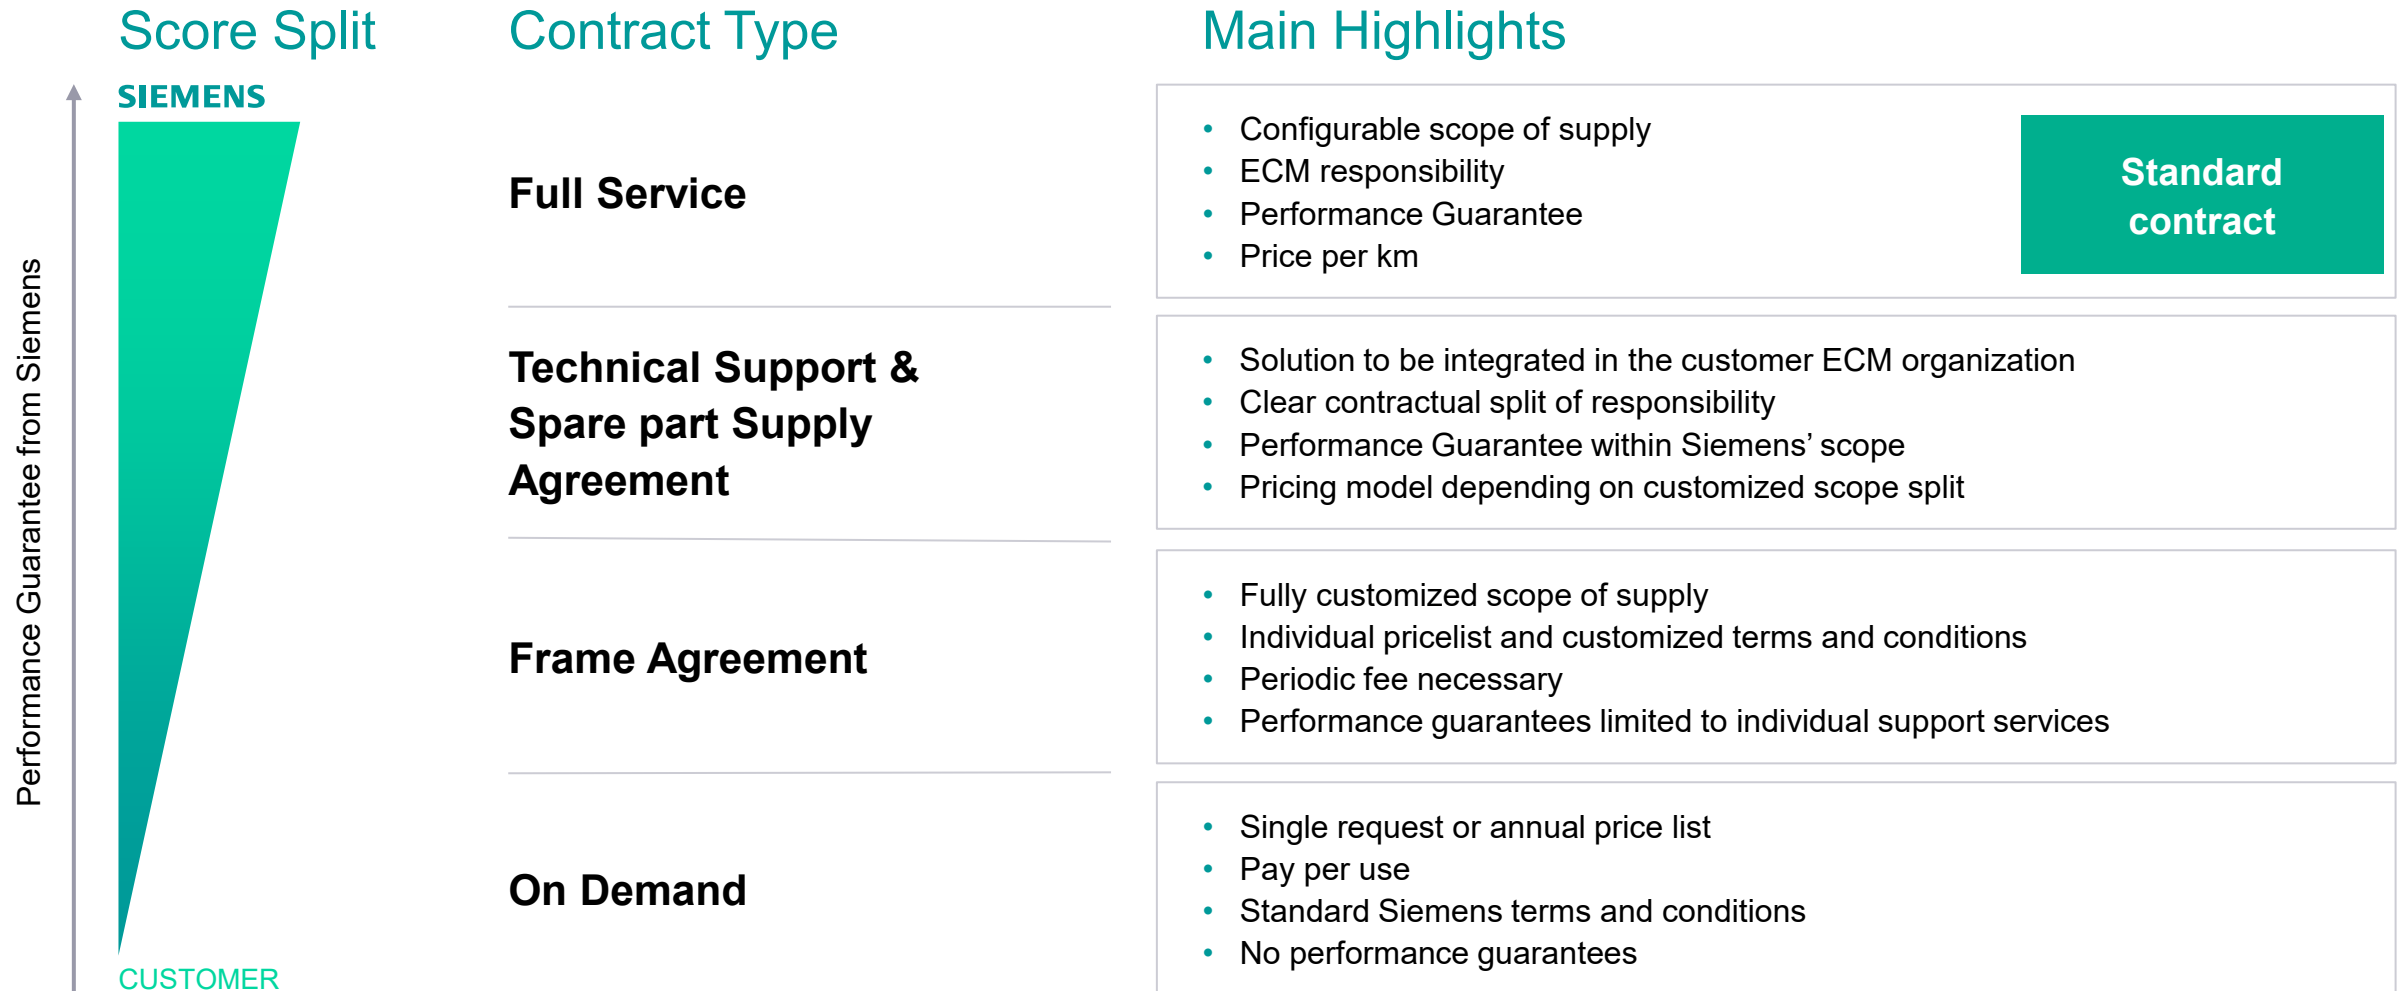 Score Split
Contract Type
Main Highlights
SIEMENS
Performance Guarantee from Siemens
CUSTOMER
Full Service
• Configurable scope of supply
• ECM responsibility
• Performance Guarantee
• Price per km
Standard
contract
Technical Support &
Spare part Supply
Agreement
• Solution to be integrated in the customer ECM organization
• Clear contractual split of responsibility
• Performance Guarantee within Siemens’ scope
• Pricing model depending on customized scope split
Frame Agreement
• Fully customized scope of supply
• Individual pricelist and customized terms and conditions
• Periodic fee necessary
• Performance guarantees limited to individual support services
On Demand
• Single request or annual price list
• Pay per use
• Standard Siemens terms and conditions
• No performance guarantees